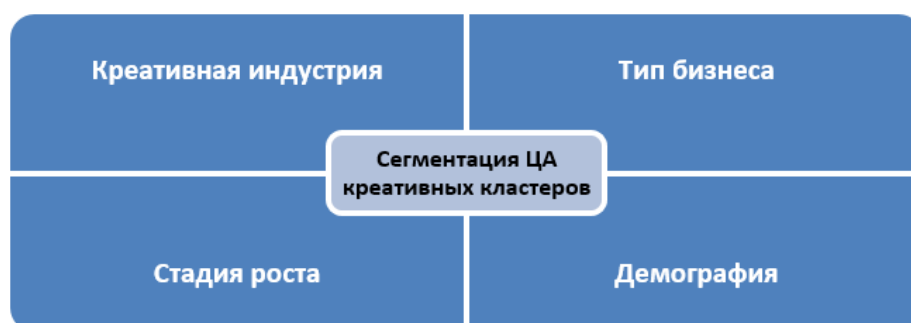 Креативная индустрия
Тип бизнеса
Сегментация ЦА
креативных кластеров
Стадия роста
Демография